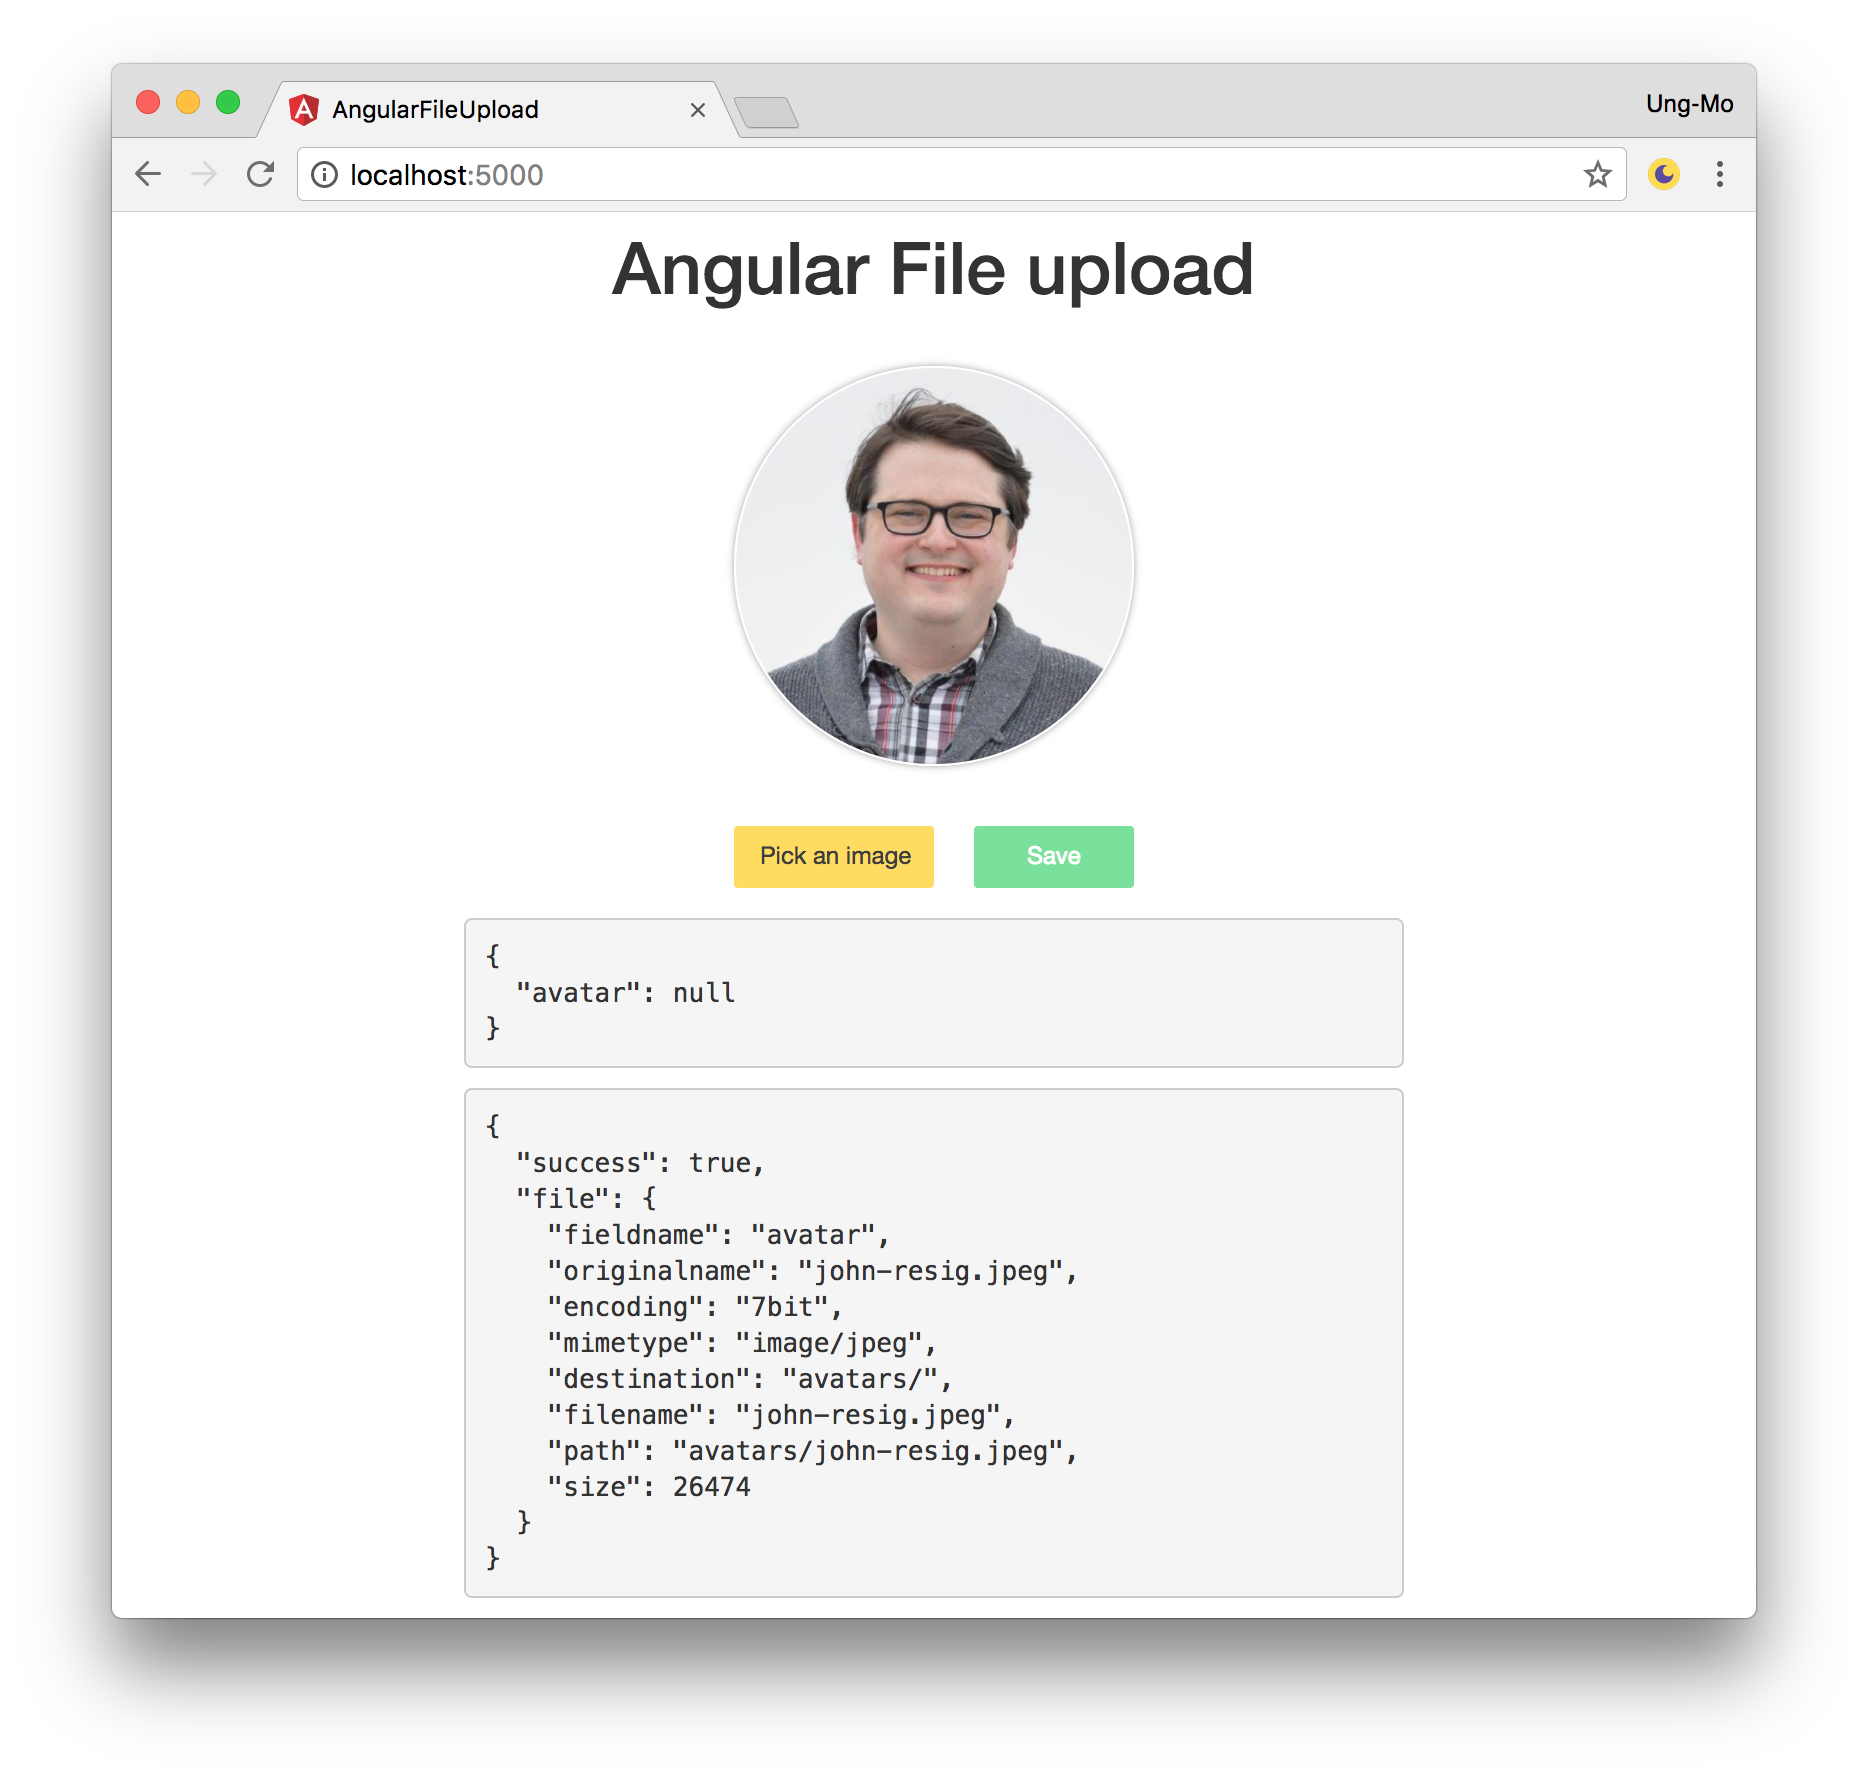 AngularFileUpload
Ung-Mo
localhost:5000
Angular File upload
Pick an image
Save
{
  "avatar": null
}
{
  "success": true,
  "file": {
    "fieldname": "avatar",
    "originalname": "john-resig.jpeg",
    "encoding": "7bit",
    "mimetype": "image/jpeg",
    "destination": "avatars/",
    "filename": "john-resig.jpeg",
    "path": "avatars/john-resig.jpeg",
    "size": 26474
  }
}